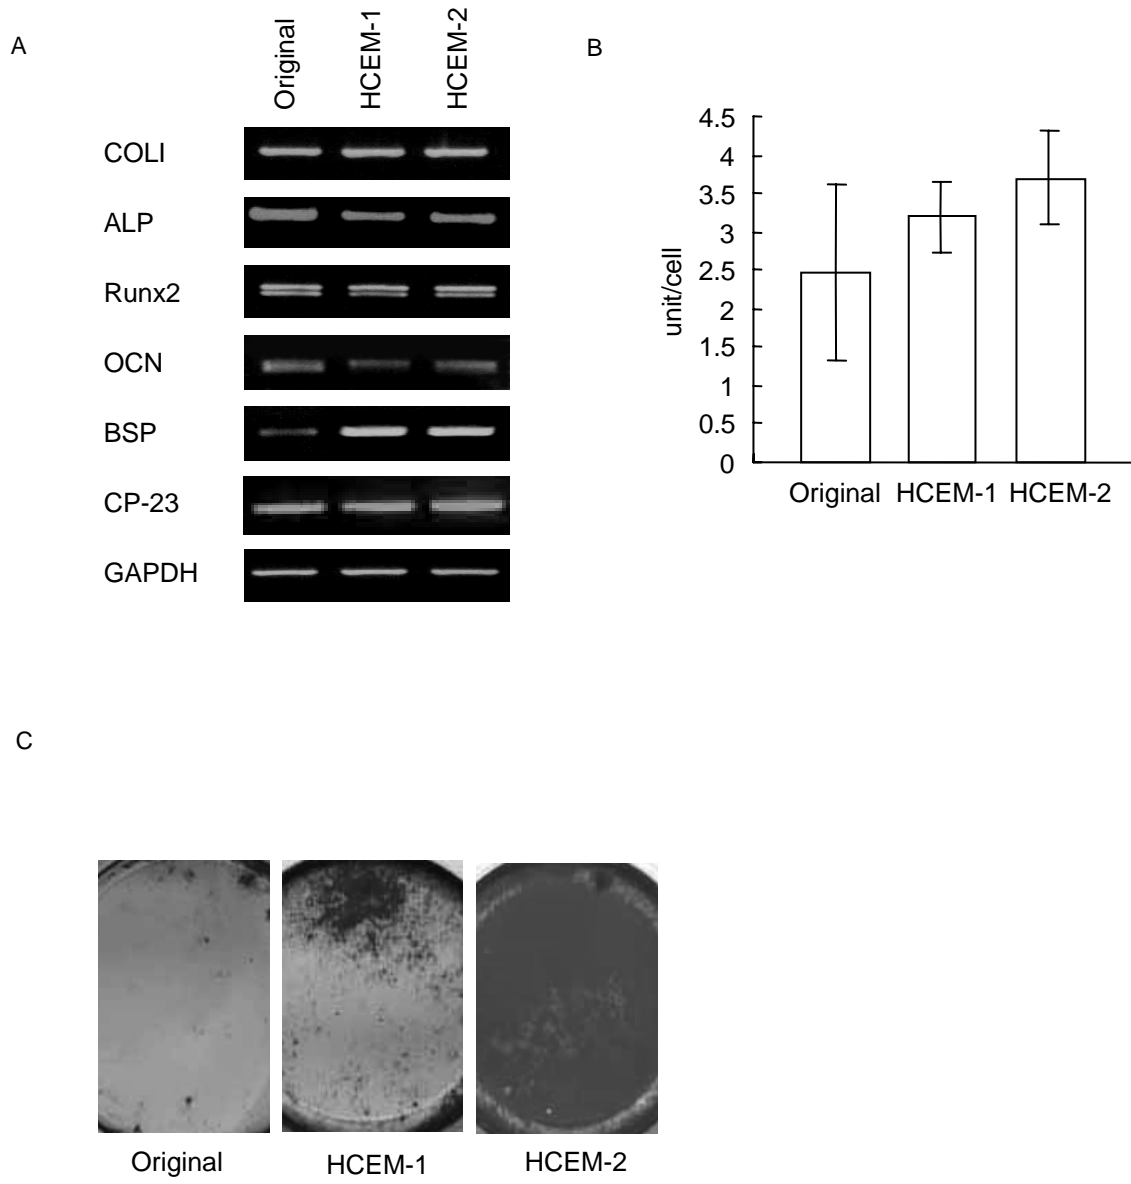 A
Original
HCEM-1
HCEM-2
COLI
ALP
Runx2
OCN
BSP
CP-23
GAPDH
B
unit/cell
4.5
4
3.5
3
2.5
2
1.5
1
0.5
0
Original HCEM-1 HCEM-2
C
Original HCEM-1 HCEM-2